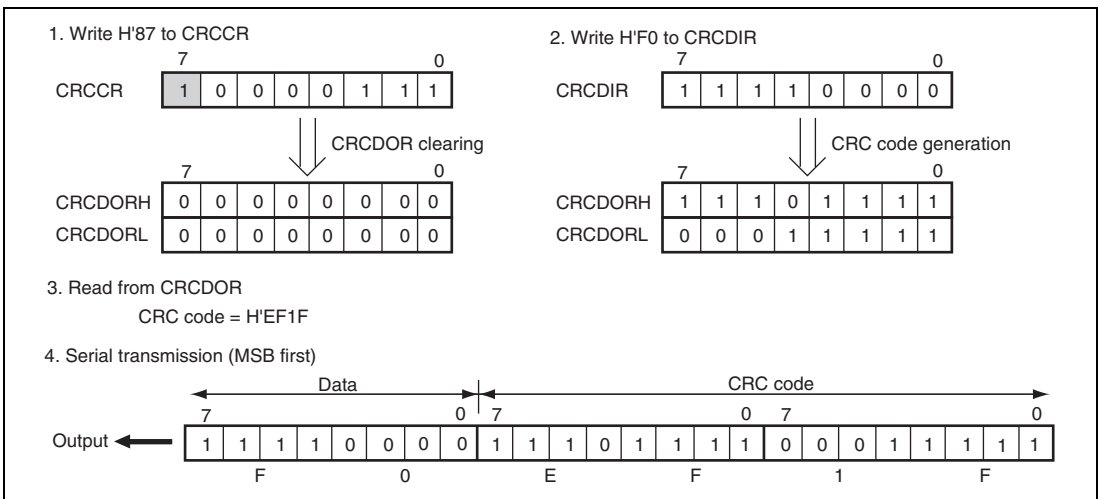 1. Write H'87 to CRCCR
7 0
CRCCR 1 0 0 0 0 1 1 1
CRCDOR clearing
7 0
CRCDORH 0 0 0 0 0 0 0 0
CRCDORL 0 0 0 0 0 0 0 0
2. Write H'F0 to CRCDIR
7 0
CRCDIR 1 1 1 1 0 0 0 0
CRC code generation
7 0
CRCDORH 1 1 1 0 1 1 1 1
CRCDORL 0 0 0 1 1 1 1 1
3. Read from CRCDOR
CRC code = H'EF1F
4. Serial transmission (MSB first)
Data CRC code
7 0 7 0 7 0
Output 1 1 1 1 0 0 0 0 1 1 1 0 1 1 1 1 0 0 0 1 1 1 1 1
F 0 E F 1 F